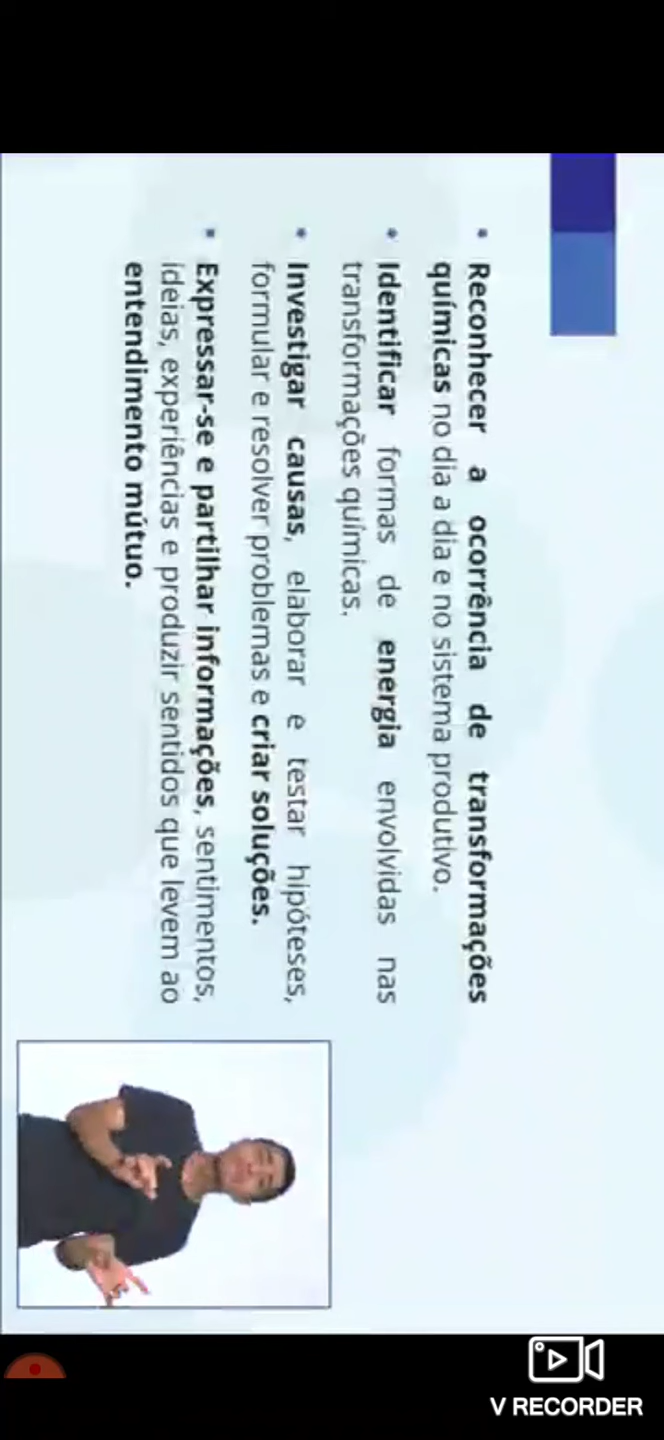 • Reconhecer a ocorrência de transformações
químicas no dia a dia e no sistema produtivo.
• Identificar formas de energia envolvidas nas
transformações químicas.
• Investigar causas, elaborar e testar hipóteses,
formular e resolver problemas e criar soluções.
• Expressar-se e partilhar informações, sentimentos,
ideias, experiências e produzir sentidos que levem ao
entendimento mútuo.
V RECORDER